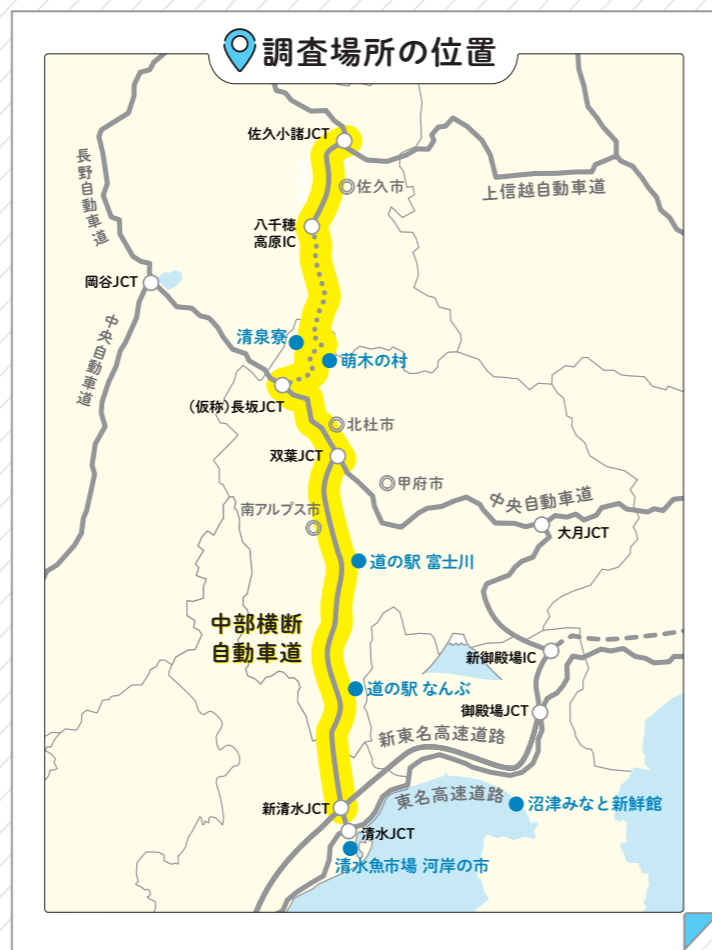 調査場所の位置
佐久小諸JCT
長野自動車道
佐久市
上信越自動車道
八千穂
高原IC
岡谷JCT
中央自動車道
清泉寮
萌木の村
(仮称)長坂JCT
北杜市
双葉JCT
甲府市
中央自動車道
南アルプス市
大月JCT
道の駅 富士川
中部横断
自動車道
新御殿場IC
道の駅 なんぶ
御殿場JCT
新東名高速道路
東名高速道路
沼津みなと新鮮館
新清水JCT
清水JCT
清水魚市場 河岸の市